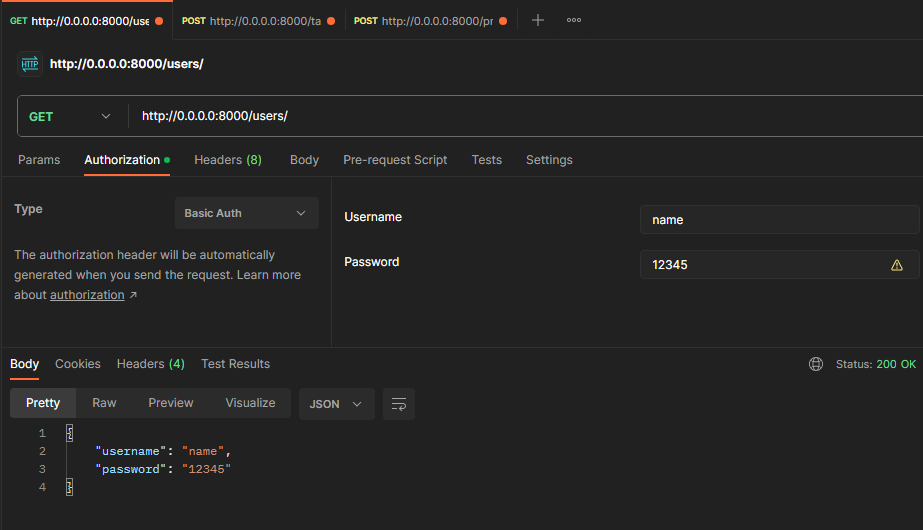 GET http://0.0.0.0:8000/use POST http://0.0.0.0:8000/ta POST http://0.0.0.0:8000/pr
HTTP http://0.0.0.0:8000/users/
GET http://0.0.0.0:8000/users/
Params Authorization Headers (8) Body Pre-request Script Tests Settings
Type Basic Auth
The authorization header will be automatically
generated when you send the request. Learn more
about authorization ↗
Username name
Password 12345
Body Cookies Headers (4) Test Results Status: 200 OK
Pretty Raw Preview Visualize JSON
1 {
2 "username": "name",
3 "password": "12345"
4 }